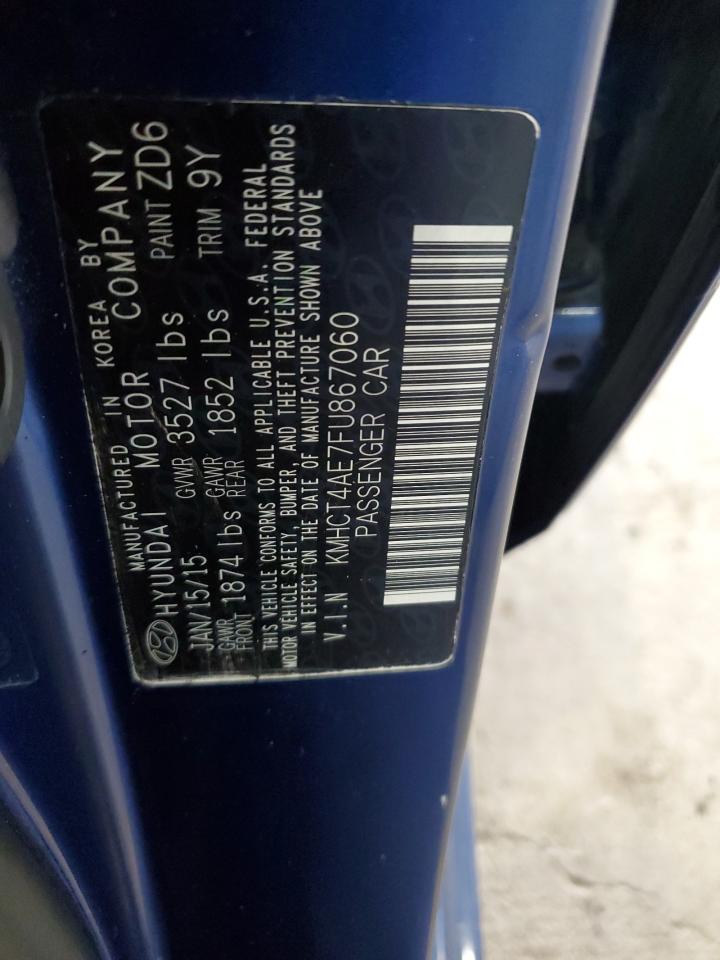 MANUFACTURED IN KOREA BY
HYUNDAI MOTOR COMPANY
JAN/15/15 GVWR 3527 lbs PAINT ZD6
GAWR FRONT 1874 lbs GAWR REAR 1852 lbs TRIM 9Y
THIS VEHICLE CONFORMS TO ALL APPLICABLE U.S.A. FEDERAL
MOTOR VEHICLE SAFETY, BUMPER, AND THEFT PREVENTION STANDARDS
IN EFFECT ON THE DATE OF MANUFACTURE SHOWN ABOVE
V.I.N KMHCT4AE7FU867060
PASSENGER CAR